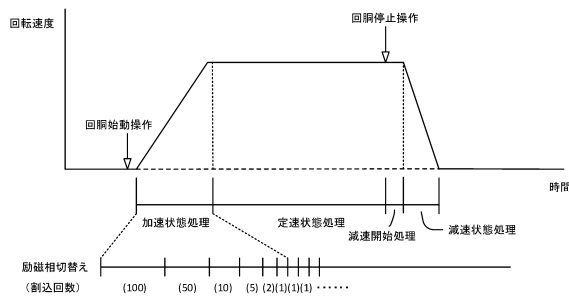 回転速度
回胴停止操作
回胴始動操作
時間
加速状態処理
定速状態処理
減速開始処理
減速状態処理
励磁相切替え
(割込回数)
(100)
(50)
(10)
(5)
(2)
(1)
(1)
(1)
……